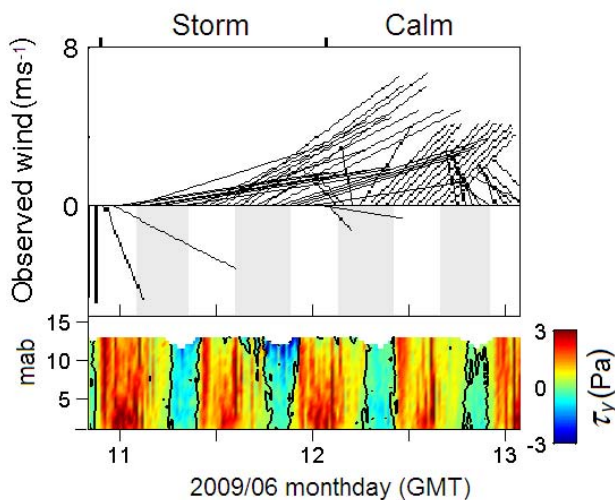 Storm Calm
8
0
Observed wind (ms-1)
15
10
5
mab
11 12 13
2009/06 monthday (GMT)
3
0
-3
τV(Pa)